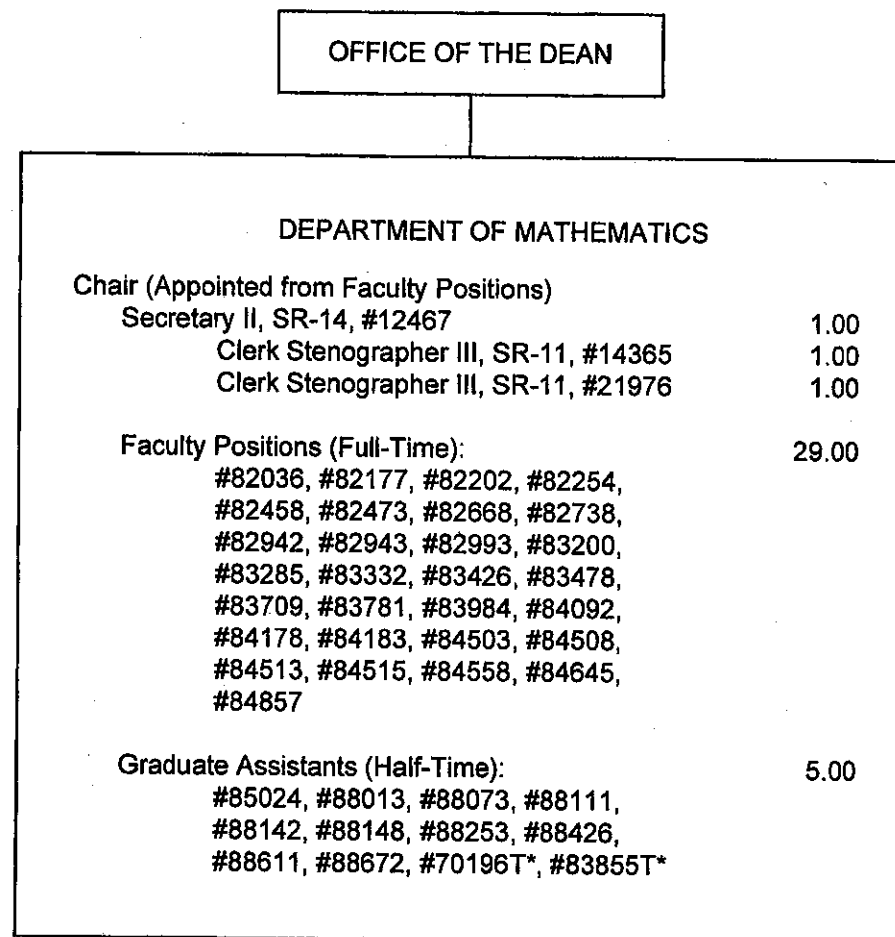 OFFICE OF THE DEAN
DEPARTMENT OF MATHEMATICS
Chair (Appointed from Faculty Positions)
Secretary II, SR-14, #12467 1.00
Clerk Stenographer III, SR-11, #14365 1.00
Clerk Stenographer III, SR-11, #21976 1.00
Faculty Positions (Full-Time): 29.00
#82036, #82177, #82202, #82254,
#82458, #82473, #82668, #82738,
#82942, #82943, #82993, #83200,
#83285, #83332, #83426, #83478,
#83709, #83781, #83984, #84092,
#84178, #84183, #84503, #84508,
#84513, #84515, #84558, #84645,
#84857
Graduate Assistants (Half-Time): 5.00
#85024, #88013, #88073, #88111,
#88142, #88148, #88253, #88426,
#88611, #88672, #70196T*, #83855T*